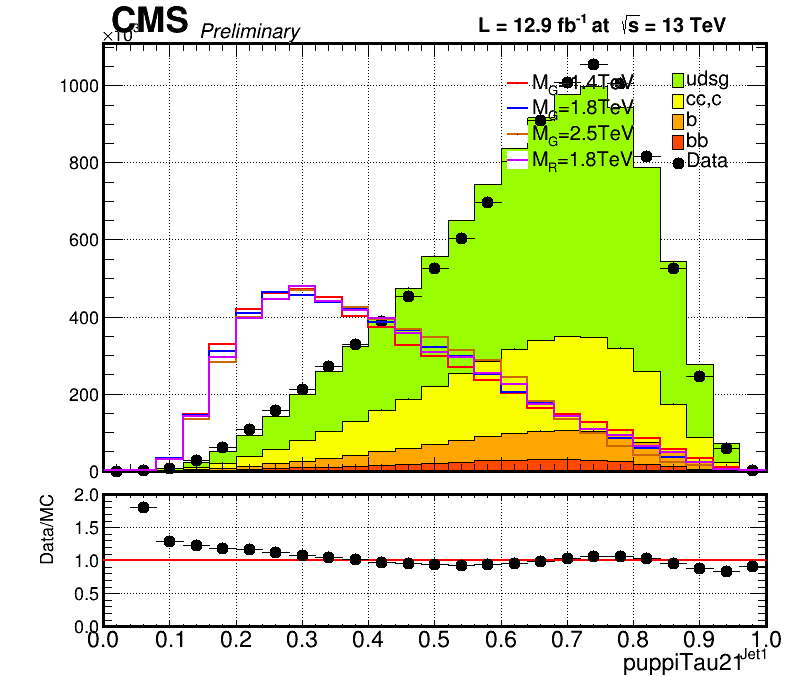 CMS Preliminary L = 12.9 fb⁻¹ at √s = 13 TeV
×10³
M_G=1.4TeV udsg
M_G=1.8TeV cc,c
M_G=2.5TeV b
M_R=1.8TeV bb
Data
1000
800
600
400
200
0
Data/MC
2.0
1.5
1.0
0.5
0.0
0.0 0.1 0.2 0.3 0.4 0.5 0.6 0.7 0.8 0.9 1.0
puppiTau21^Jet1